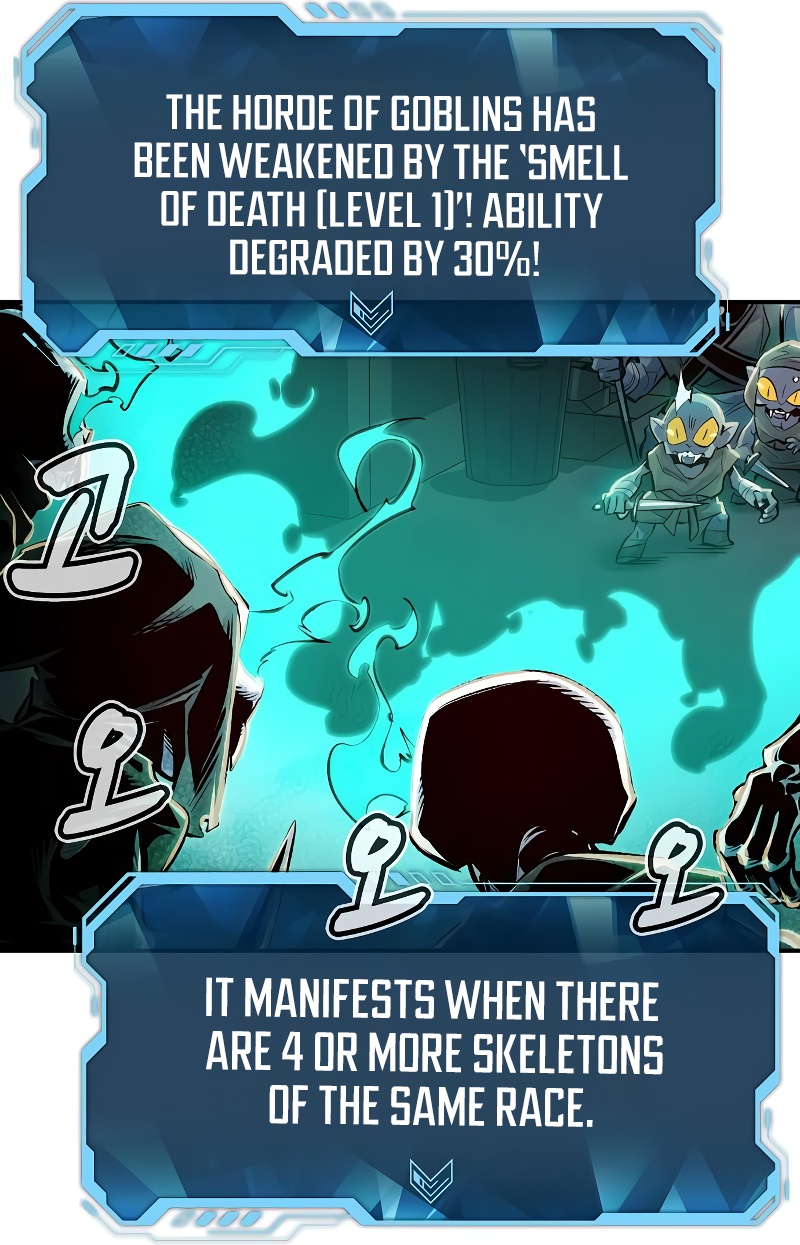 THE HORDE OF GOBLINS HAS
BEEN WEAKENED BY THE 'SMELL
OF DEATH (LEVEL 1)'! ABILITY
DEGRADED BY 30%!
고
오
오
오
IT MANIFESTS WHEN THERE
ARE 4 OR MORE SKELETONS
OF THE SAME RACE.